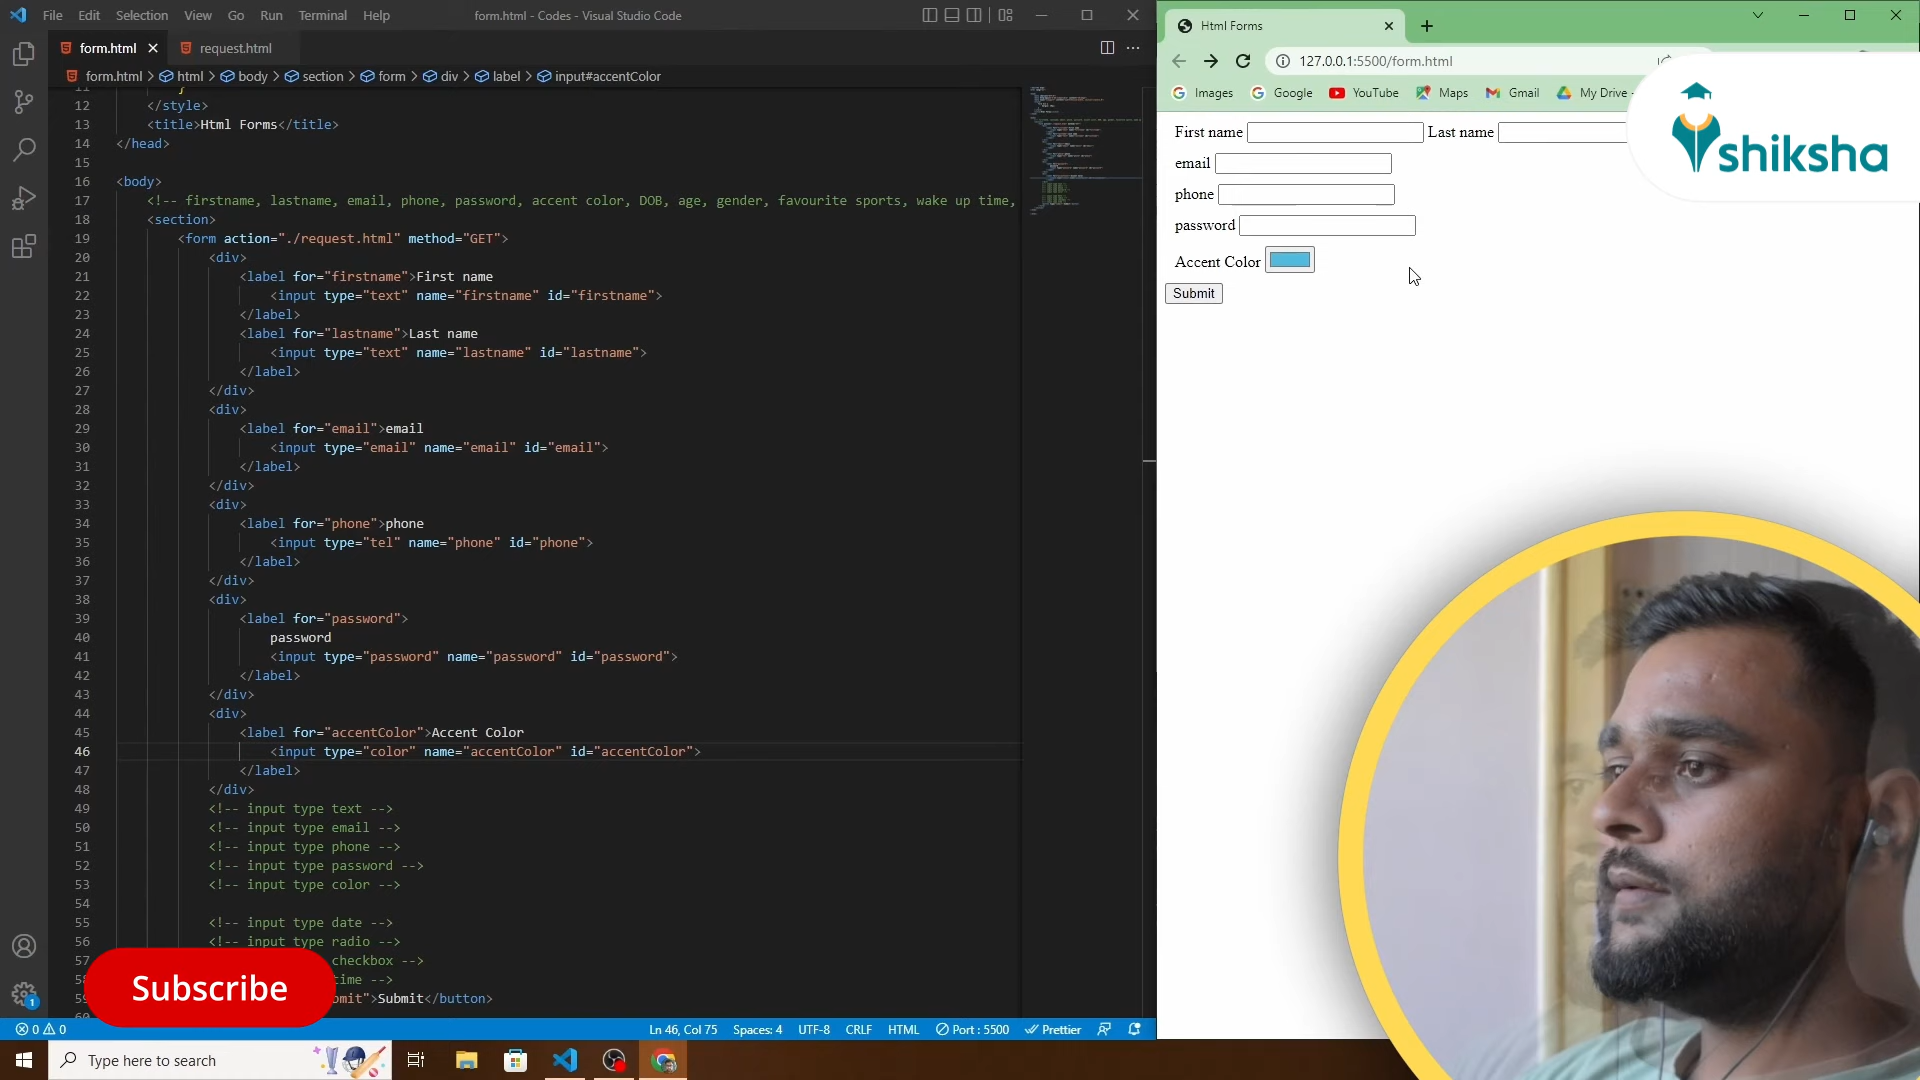 File Edit Selection View Go Run Terminal Help
form.html - Codes - Visual Studio Code
form.html
request.html
form.html > html > body > section > form > div > label > input#accentColor
11 }
12 </style>
13 <title>Html Forms</title>
14 </head>
15
16 <body>
17 <!-- firstname, lastname, email, phone, password, accent color, DOB, age, gender, favourite sports, wake up time,
18 <section>
19 <form action="./request.html" method="GET">
20 <div>
21 <label for="firstname">First name
22 <input type="text" name="firstname" id="firstname">
23 </label>
24 <label for="lastname">Last name
25 <input type="text" name="lastname" id="lastname">
26 </label>
27 </div>
28 <div>
29 <label for="email">email
30 <input type="email" name="email" id="email">
31 </label>
32 </div>
33 <div>
34 <label for="phone">phone
35 <input type="tel" name="phone" id="phone">
36 </label>
37 </div>
38 <div>
39 <label for="password">
40 password
41 <input type="password" name="password" id="password">
42 </label>
43 </div>
44 <div>
45 <label for="accentColor">Accent Color
46 <input type="color" name="accentColor" id="accentColor">
47 </label>
48 </div>
49 <!-- input type text -->
50 <!-- input type email -->
51 <!-- input type phone -->
52 <!-- input type password -->
53 <!-- input type color -->
54
55 <!-- input type date -->
56 <!-- input type radio -->
57 checkbox -->
58 time -->
59 Submit</button>
Subscribe
0 0
Ln 46, Col 75 Spaces: 4 UTF-8 CRLF HTML Port : 5500 Prettier
1
Type here to search
Html Forms
127.0.0.1:5500/form.html
Images Google YouTube Maps Gmail My Drive -
shiksha
First name Last name
email
phone
password
Accent Color
Submit